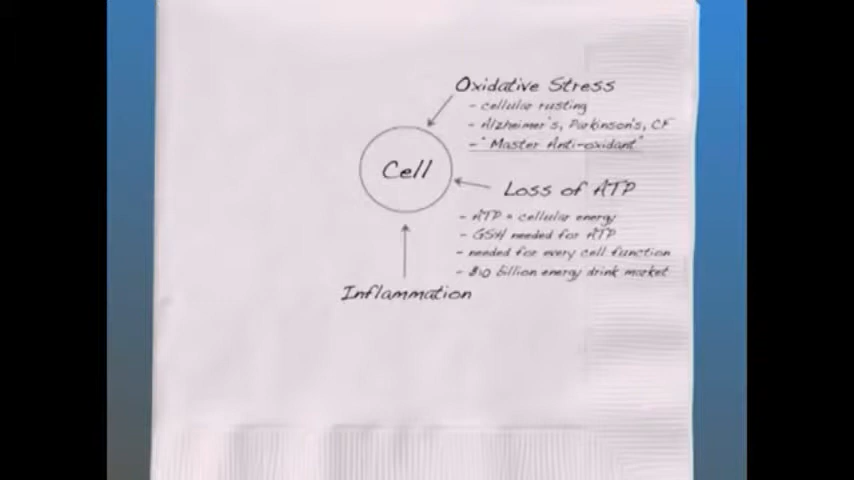 Oxidative Stress
- cellular rusting
- Alzheimer's, Parkinson's, CF
- "Master Anti-oxidant"
Cell
Loss of ATP
- ATP = cellular energy
- GSH needed for ATP
- needed for every cell function
- $10 billion energy drink market
Inflammation